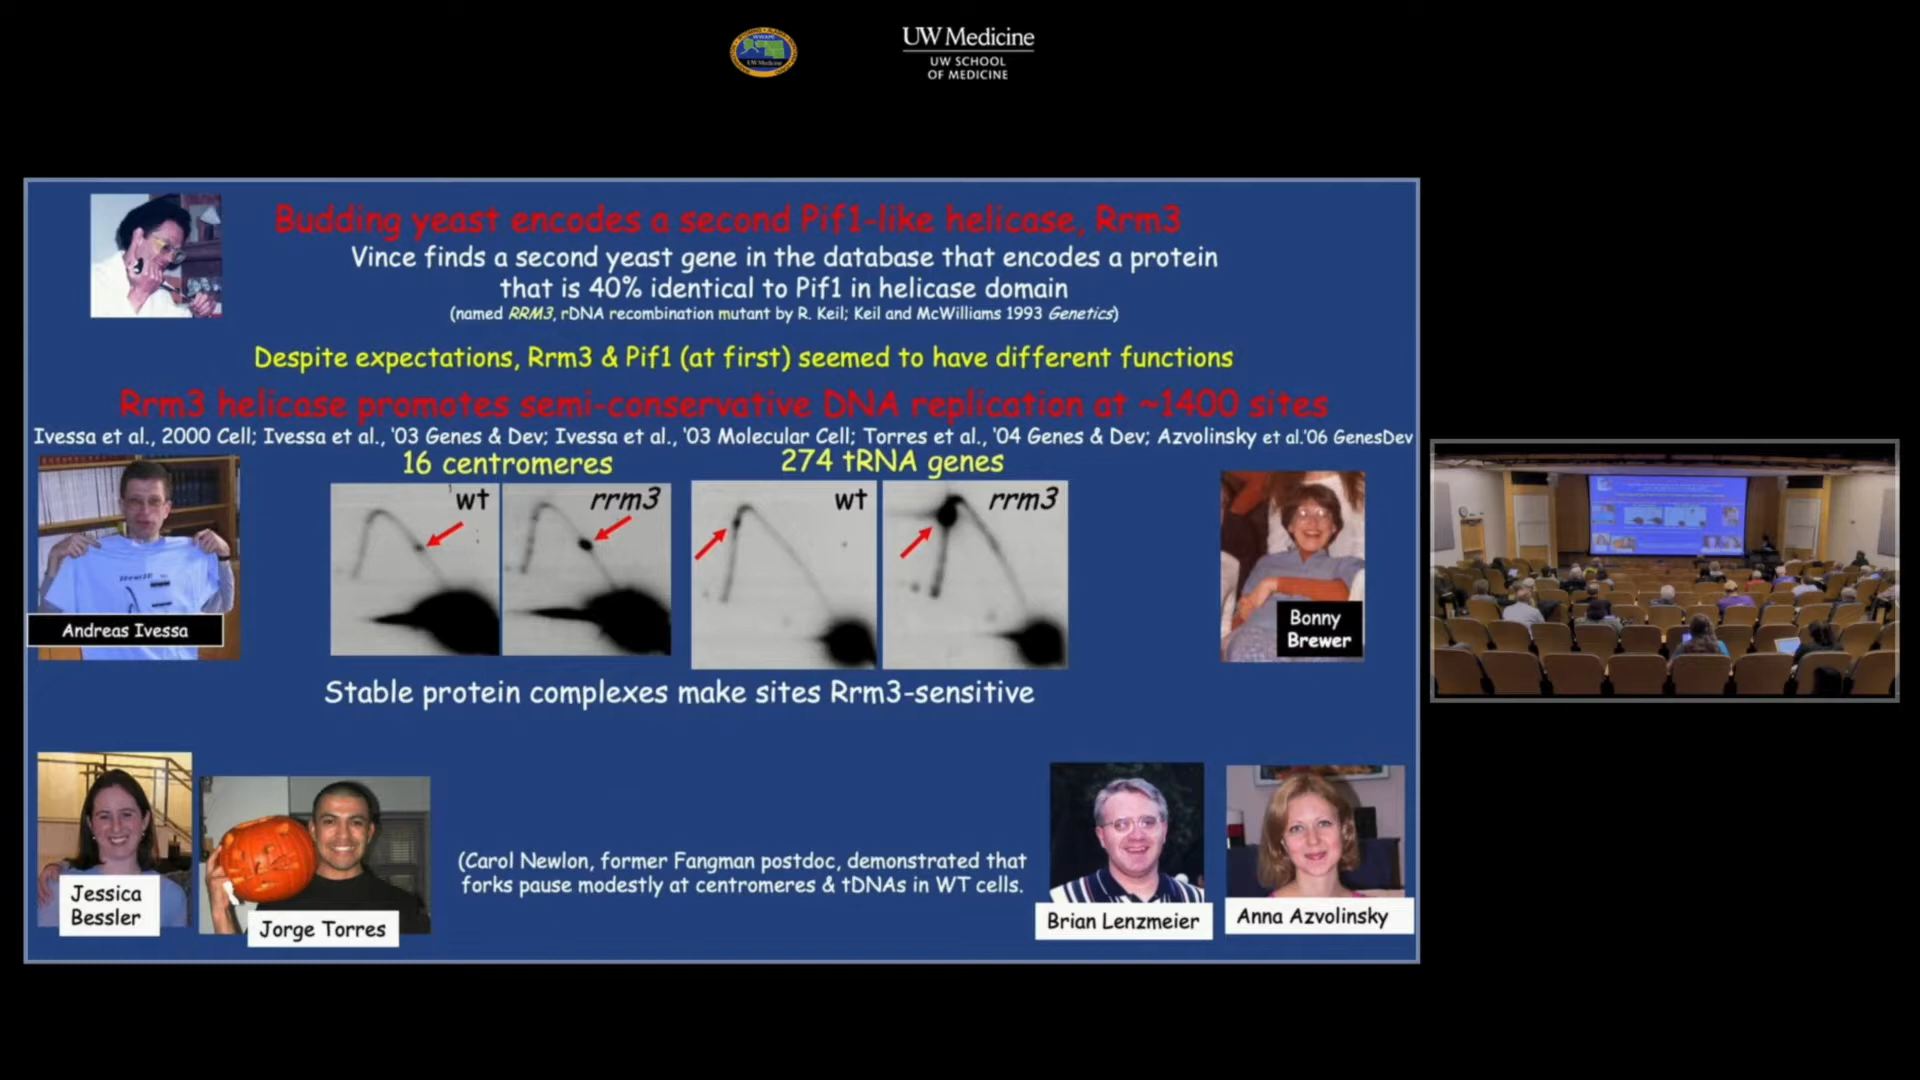 UW Medicine
UW SCHOOL
OF MEDICINE
Budding yeast encodes a second Pif1-like helicase, Rrm3
Vince finds a second yeast gene in the database that encodes a protein
that is 40% identical to Pif1 in helicase domain
(named RRM3, rDNA recombination mutant by R. Keil; Keil and McWilliams 1993 Genetics)
Despite expectations, Rrm3 & Pif1 (at first) seemed to have different functions
Rrm3 helicase promotes semi-conservative DNA replication at ~1400 sites
Ivessa et al., 2000 Cell; Ivessa et al., '03 Genes & Dev; Ivessa et al., '03 Molecular Cell; Torres et al., '04 Genes & Dev; Azvolinsky et al.'06 GenesDev
16 centromeres
274 tRNA genes
wt
rrm3
wt
rrm3
Andreas Ivessa
Bonny
Brewer
Stable protein complexes make sites Rrm3-sensitive
Jessica
Bessler
Jorge Torres
(Carol Newlon, former Fangman postdoc, demonstrated that
forks pause modestly at centromeres & tDNAs in WT cells.
Brian Lenzmeier
Anna Azvolinsky